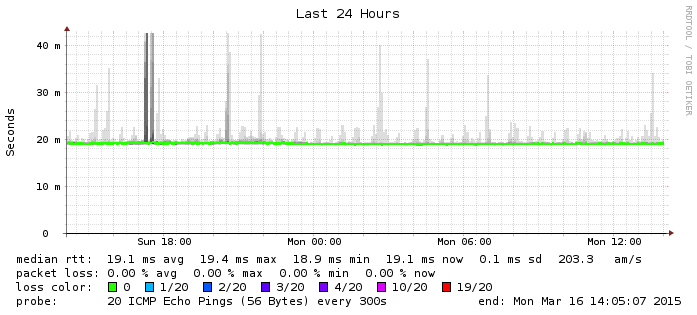 Last 24 Hours
RRDTOOL / TOBI OETIKER
Seconds
40 m
30 m
20 m
10 m
0
Sun 18:00 Mon 00:00 Mon 06:00 Mon 12:00
median rtt: 19.1 ms avg 19.4 ms max 18.9 ms min 19.1 ms now 0.1 ms sd 203.3 am/s
packet loss: 0.00 % avg 0.00 % max 0.00 % min 0.00 % now
loss color: 0 1/20 2/20 3/20 4/20 10/20 19/20
probe: 20 ICMP Echo Pings (56 Bytes) every 300s end: Mon Mar 16 14:05:07 2015